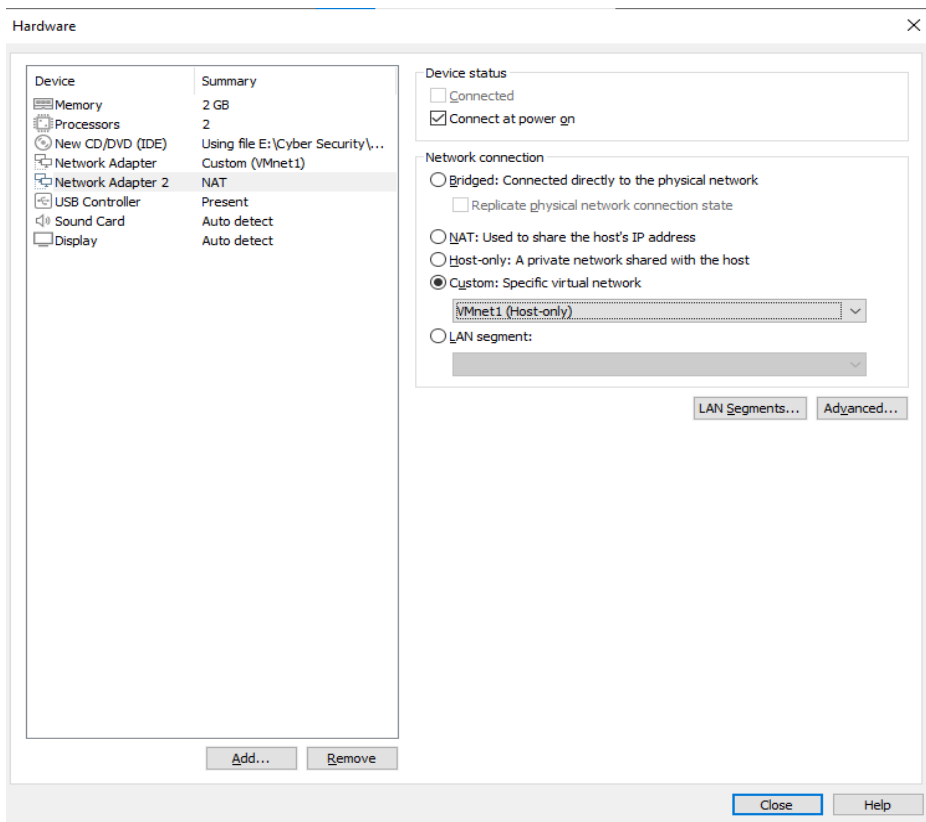 Hardware
Device Summary
Memory 2 GB
Processors 2
New CD/DVD (IDE) Using file E:\Cyber Security\...
Network Adapter Custom (VMnet1)
Network Adapter 2 NAT
USB Controller Present
Sound Card Auto detect
Display Auto detect
Add... Remove
Device status
Connected
Connect at power on
Network connection
Bridged: Connected directly to the physical network
Replicate physical network connection state
NAT: Used to share the host's IP address
Host-only: A private network shared with the host
Custom: Specific virtual network
VMnet1 (Host-only)
LAN segment:
LAN Segments... Advanced...
Close Help